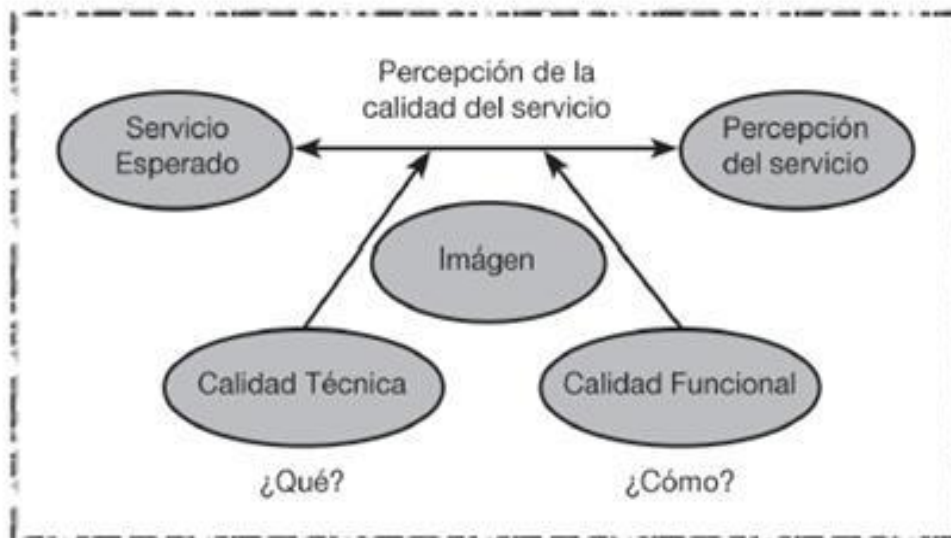 Percepción de la
calidad del servicio
Servicio
Esperado
Percepción
del servicio
Imágen
Calidad Técnica
Calidad Funcional
¿Qué?
¿Cómo?